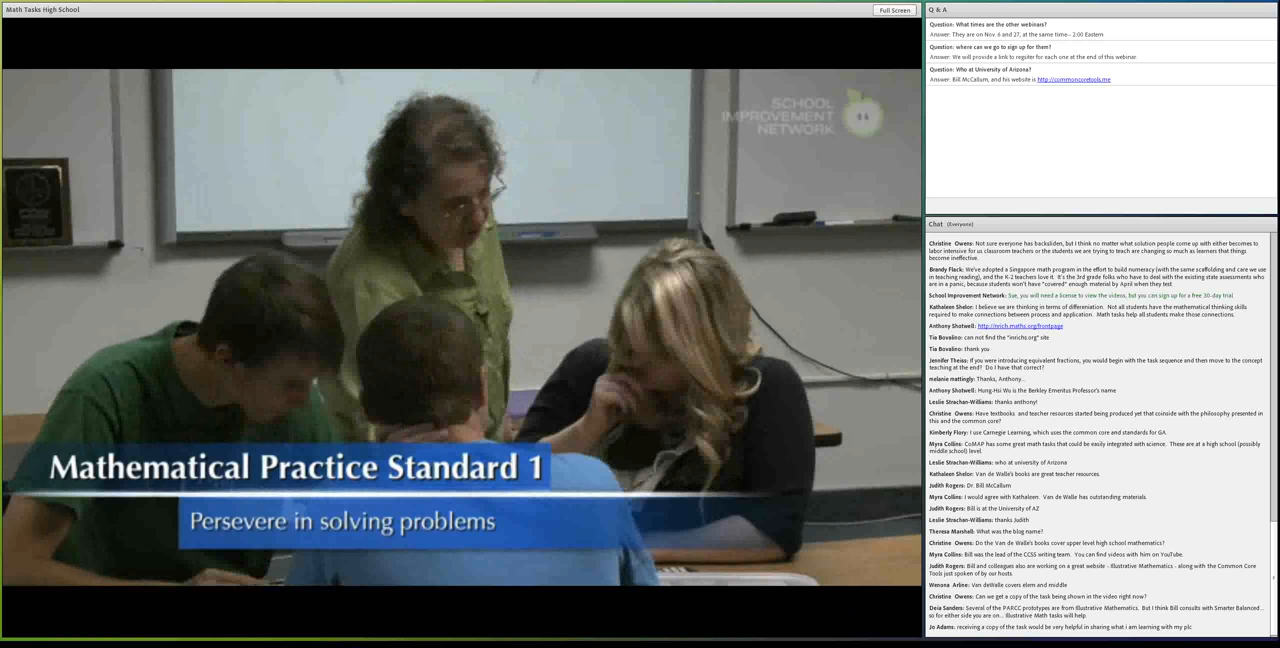 Math Tasks High School
Full Screen
SCHOOL
IMPROVEMENT
NETWORK
Mathematical Practice Standard 1
Persevere in solving problems
Q & A
Question: What times are the other webinars?
Answer: They are on Nov. 6 and 27, at the same time-- 2:00 Eastern
Question: where can we go to sign up for them?
Answer: We will provide a link to register for each one at the end of this webinar.
Question: Who at University of Arizona?
Answer: Bill McCallum, and his website is http://commoncoretools.me
Chat (Everyone)
Christine Owens: Not sure everyone has backsliden, but I think no matter what solution people come up with either becomes to
labor intensive for us classroom teachers or the students we are trying to teach are changing so much as learners that things
become ineffective.
Brandy Flack: We've adopted a Singapore math program in the effort to build numeracy (with the same scaffolding and care we use
in teaching reading), and the K-2 teachers love it. It's the 3rd grade folks who have to deal with the existing state assessments who
are in a panic, because students won't have "covered" enough material by April when they test
School Improvement Network: Sue, you will need a license to view the videos, but you can sign up for a free 30-day trial
Kathaleen Shelor: I believe we are thinking in terms of differeniation. Not all students have the mathematical thinking skills
required to make connections between process and application. Math tasks help all students make those connections.
Anthony Shotwell: http://nrich.maths.org/frontpage
Tia Bovalino: can not find the "inrichs.org" site
Tia Bovalino: thank you
Jennifer Theiss: If you were introducing equivalent fractions, you would begin with the task sequence and then move to the concept
teaching at the end? Do I have that correct?
melanie mattingly: Thanks, Anthony...
Anthony Shotwell: Hung-Hsi Wu is the Berkley Emeritus Professor's name
Leslie Strachan-Williams: thanks anthony!
Christine Owens: Have textbooks and teacher resources started being produced yet that coinside with the philosophy presented in
this and the common core?
Kimberly Flory: I use Carnegie Learning, which uses the common core and standards for GA.
Myra Collins: CoMAP has some great math tasks that could be easily integrated with science. These are at a high school (possibly
middle school) level.
Leslie Strachan-Williams: who at university of Arizona
Kathaleen Shelor: Van de Walle's books are great teacher resources.
Judith Rogers: Dr. Bill McCallum
Myra Collins: I would agree with Kathaleen. Van de Walle has outstanding materials.
Judith Rogers: Bill is at the University of AZ
Leslie Strachan-Williams: thanks Judith
Theresa Marshall: What was the blog name?
Christine Owens: Do the Van de Walle's books cover upper level high school mathematics?
Myra Collins: Bill was the lead of the CCSS writing team. You can find videos with him on YouTube.
Judith Rogers: Bill and colleagues also are working on a great website - Illustrative Mathematics - along with the Common Core
Tools just spoken of by our hosts.
Wenona Arline: Van deWalle covers elem and middle
Christine Owens: Can we get a copy of the task being shown in the video right now?
Deia Sanders: Several of the PARCC prototypes are from Illustrative Mathematics. But I think Bill consults with Smarter Balanced...
so for either side you are on... Illustrative Math tasks will help.
Jo Adams: receiving a copy of the task would be very helpful in sharing what i am learning with my plc